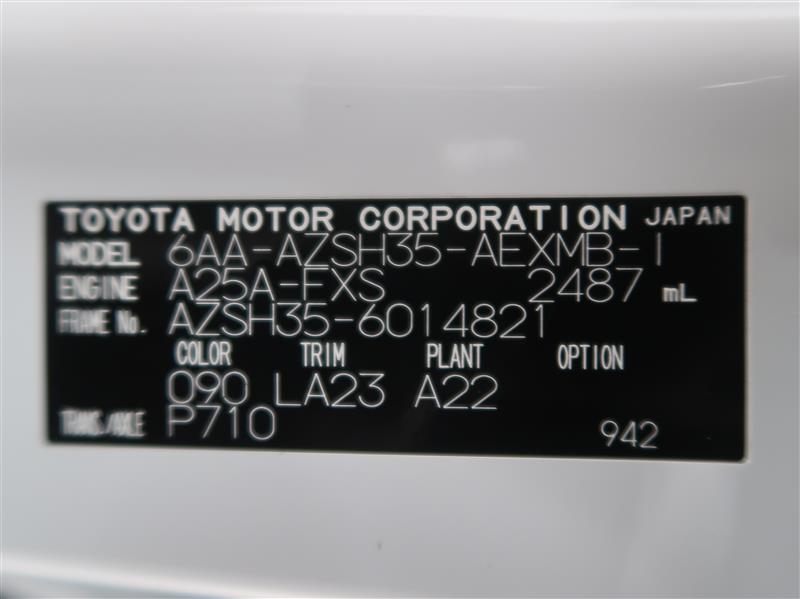 TOYOTA MOTOR CORPORATION JAPAN
MODEL 6AA-AZSH35-AEXMB-I
ENGINE A25A-FXS 2487 mL
FRAME No. AZSH35-6014821
COLOR TRIM PLANT OPTION
090 LA23 A22
TRANS./AXLE P710 942